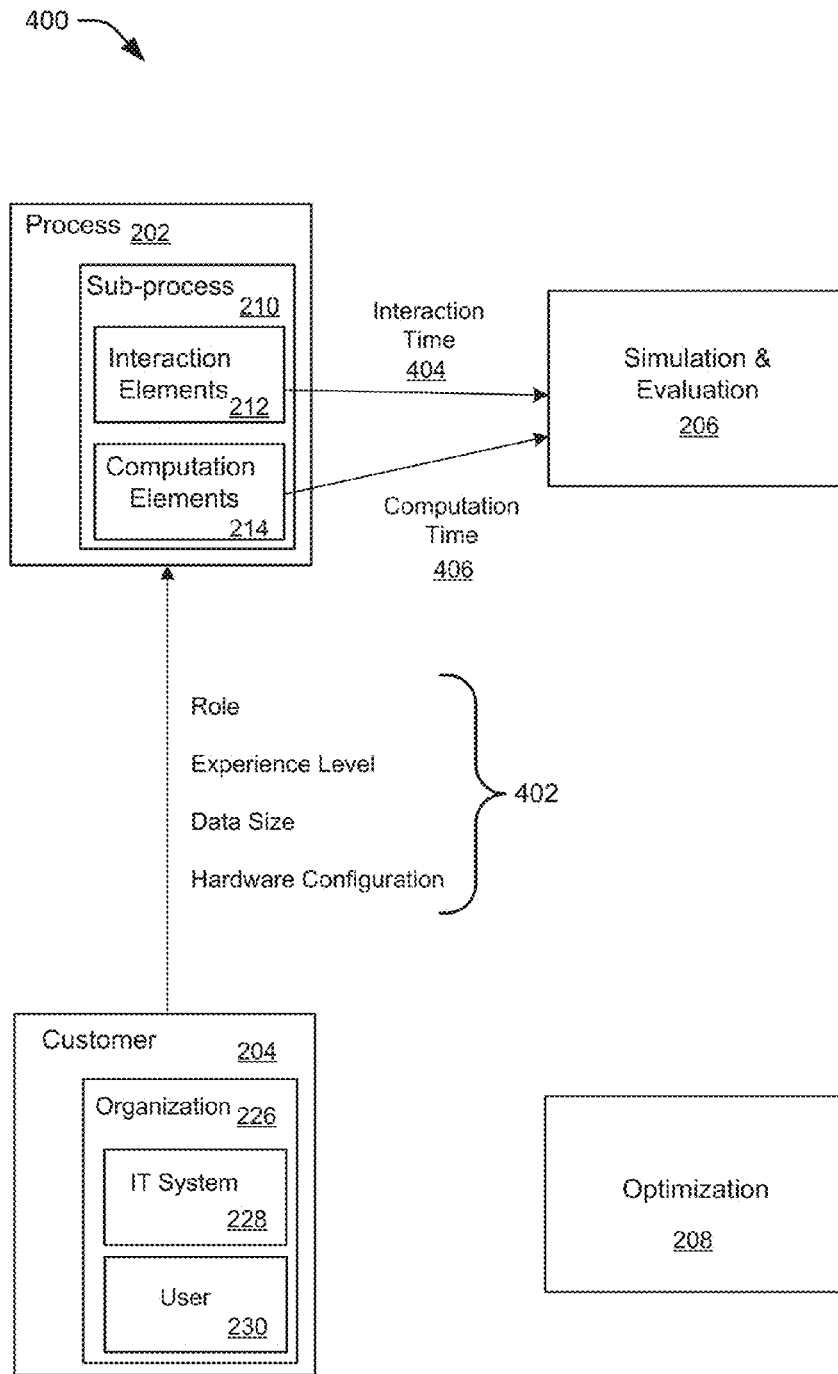 400
Process 202
Sub-process
210
Interaction
Elements
212
Computation
Elements
214
Interaction
Time
404
Computation
Time
406
Simulation &
Evaluation
206
Role
Experience Level
Data Size
Hardware Configuration
402
Customer
204
Organization 226
IT System
228
User
230
Optimization
208